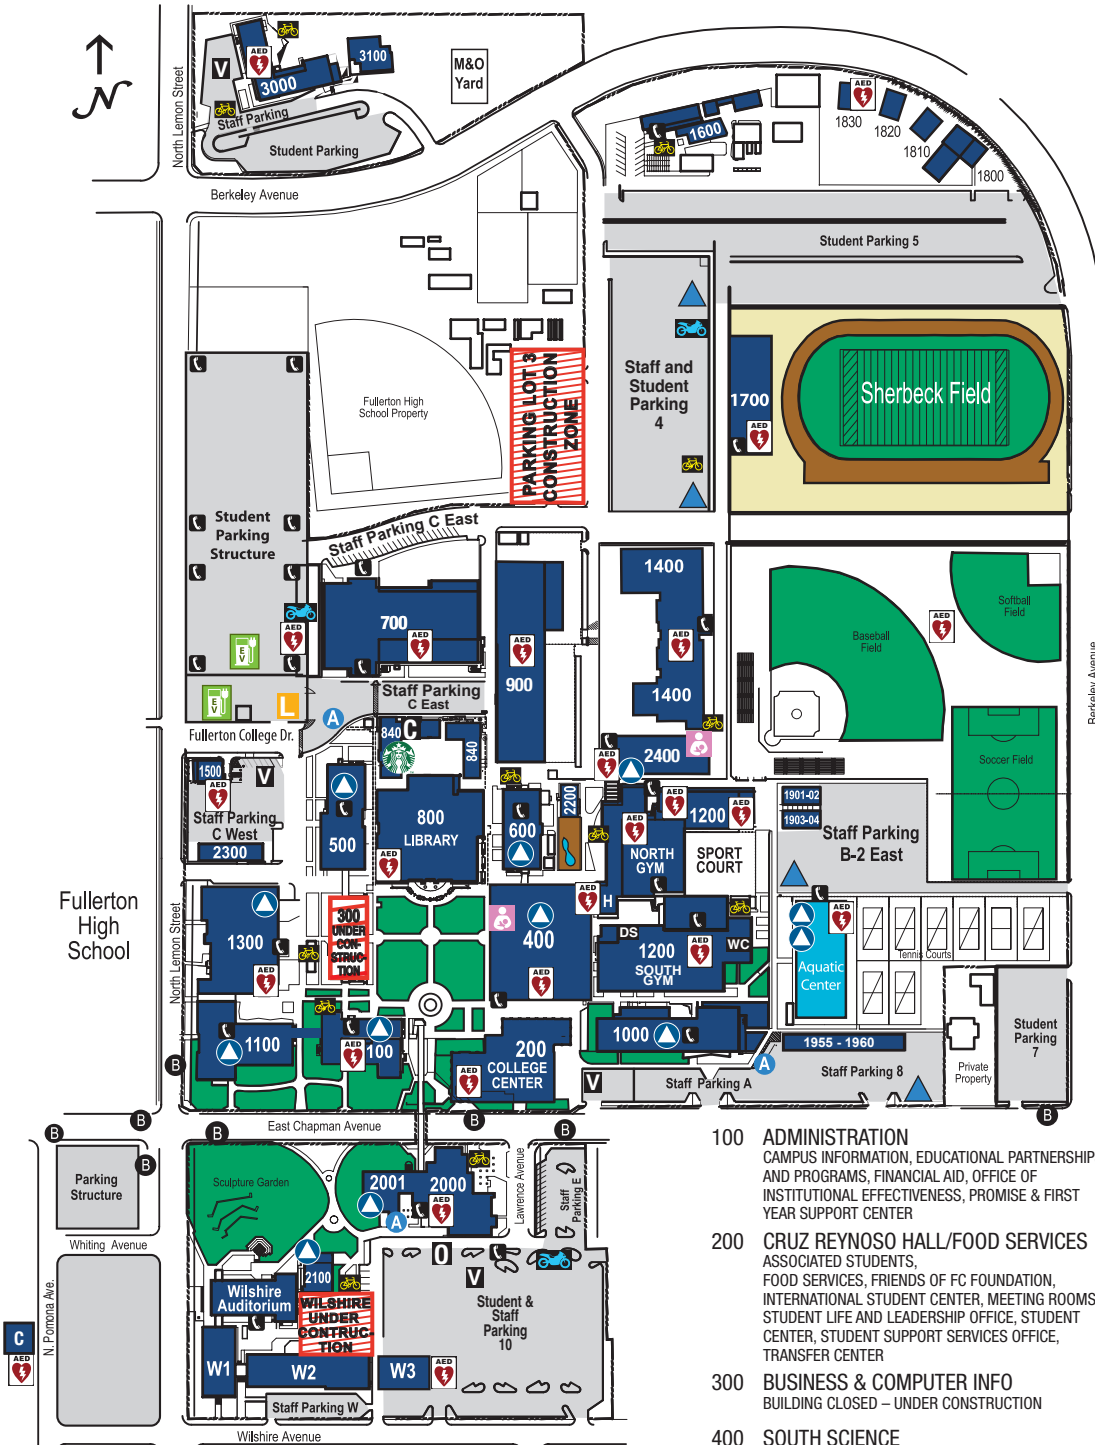 N
North Lemon Street
V
AED
3000
3100
M&O
Yard
Staff Parking
Student Parking
Berkeley Avenue
1600
AED
1830
1820
1810
1800
Student Parking 5
Fullerton High
School Property
PARKING LOT 3
CONSTRUCTION
ZONE
Staff and
Student
Parking
4
1700
AED
Sherbeck Field
Student
Parking
Structure
Staff Parking C East
AED
EV
EV
L
700
AED
Staff Parking
C East
A
Fullerton College Dr.
900
AED
1400
AED
1400
Baseball
Field
AED
Softball
Field
Soccer Field
Berkeley Avenue
1500
V
AED
Staff Parking
C West
2300
500
840
C
840
800
LIBRARY
AED
600
2200
2400
AED
AED
NORTH
GYM
AED
1200
AED
SPORT
COURT
1901-02
1903-04
Staff Parking
B-2 East
Fullerton
High
School
North Lemon Street
1300
AED
300
UNDER
CON-
STRUC-
TION
400
AED
AED
H
DS
1200
SOUTH
GYM
AED
WC
AED
Aquatic
Center
Tennis Courts
1100
100
AED
200
COLLEGE
CENTER
AED
1000
A
1955 - 1960
Staff Parking 8
Staff Parking A
V
Private
Property
Student
Parking
7
B
B
B
B
B
B
B
B
East Chapman Avenue
Parking
Structure
Whiting Avenue
N. Pomona Ave.
C
AED
Sculpture Garden
2001
2000
AED
A
Lawrence Avenue
Staff
Parking E
O
V
2100
Wilshire
Auditorium
WILSHIRE
UNDER
CONTRUC-
TION
Student &
Staff
Parking
10
W1
W2
W3
AED
Staff Parking W
Wilshire Avenue
100 ADMINISTRATION
CAMPUS INFORMATION, EDUCATIONAL PARTNERSHIP
AND PROGRAMS, FINANCIAL AID, OFFICE OF
INSTITUTIONAL EFFECTIVENESS, PROMISE & FIRST
YEAR SUPPORT CENTER
200 CRUZ REYNOSO HALL/FOOD SERVICES
ASSOCIATED STUDENTS,
FOOD SERVICES, FRIENDS OF FC FOUNDATION,
INTERNATIONAL STUDENT CENTER, MEETING ROOMS
STUDENT LIFE AND LEADERSHIP OFFICE, STUDENT
CENTER, STUDENT SUPPORT SERVICES OFFICE,
TRANSFER CENTER
300 BUSINESS & COMPUTER INFO
BUILDING CLOSED – UNDER CONSTRUCTION
400 SOUTH SCIENCE